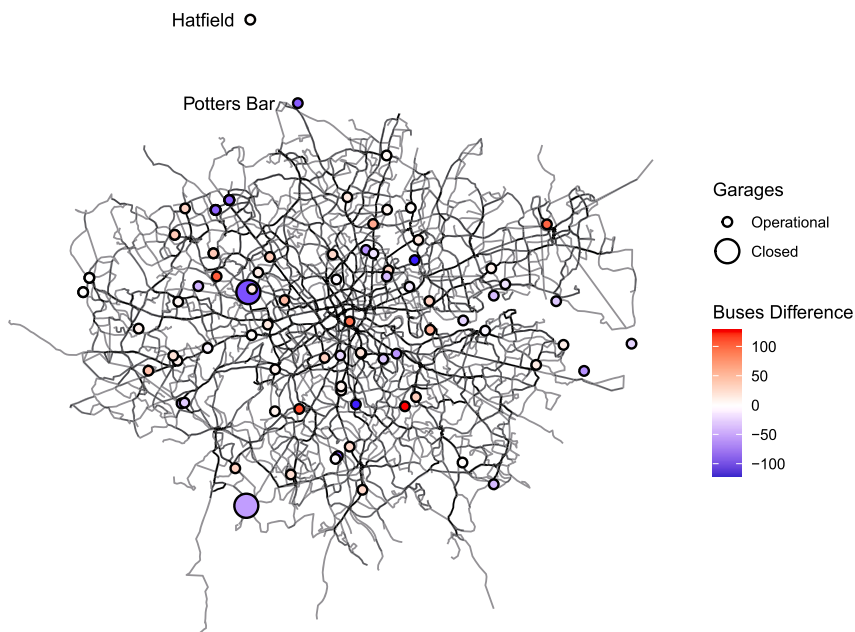 Hatfield
Potters Bar
Garages
Operational
Closed
Buses Difference
100
50
0
−50
−100